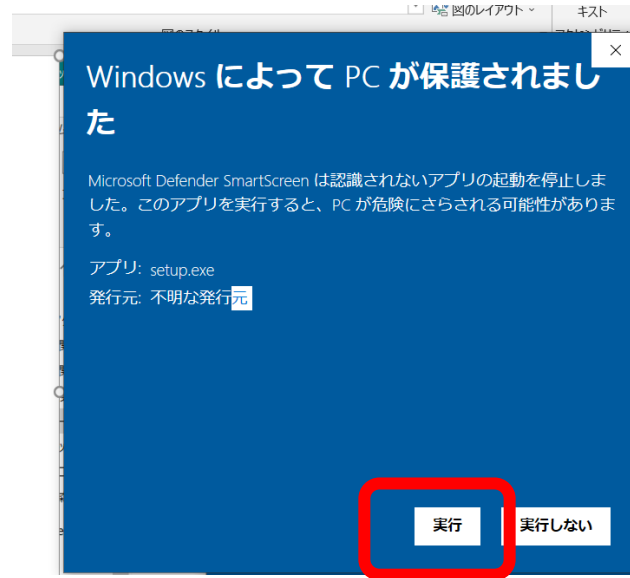 図のレイアウト
キスト
Windows によって PC が保護されまし
た
Microsoft Defender SmartScreen は認識されないアプリの起動を停止しま
した。このアプリを実行すると、PC が危険にさらされる可能性がありま
す。
アプリ: setup.exe
発行元: 不明な発行元
実行
実行しない